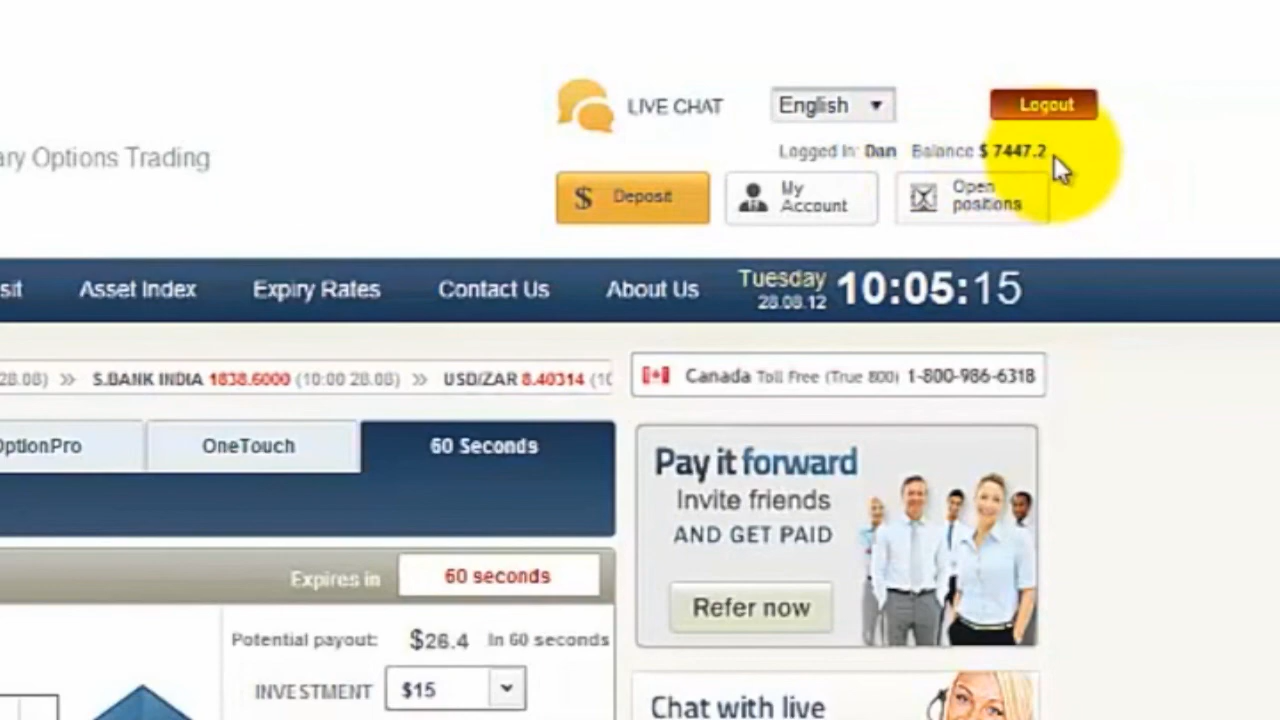 LIVE CHAT
English
Logout
ary Options Trading
Logged in: Dan Balance $ 7447.2
Deposit
My
Account
Open
positions
sit
Asset Index
Expiry Rates
Contact Us
About Us
Tuesday
28.08.12
10:05:15
28.08) » S.BANK INDIA 1838.6000 (10:00 28.08) » USD/ZAR 8.40314 (10
Canada Toll Free (True 800) 1-800-986-6318
OptionPro
OneTouch
60 Seconds
Pay it forward
Invite friends
AND GET PAID
Refer now
Expires in
60 seconds
Potential payout: $26.4 In 60 seconds
INVESTMENT $15
Chat with live